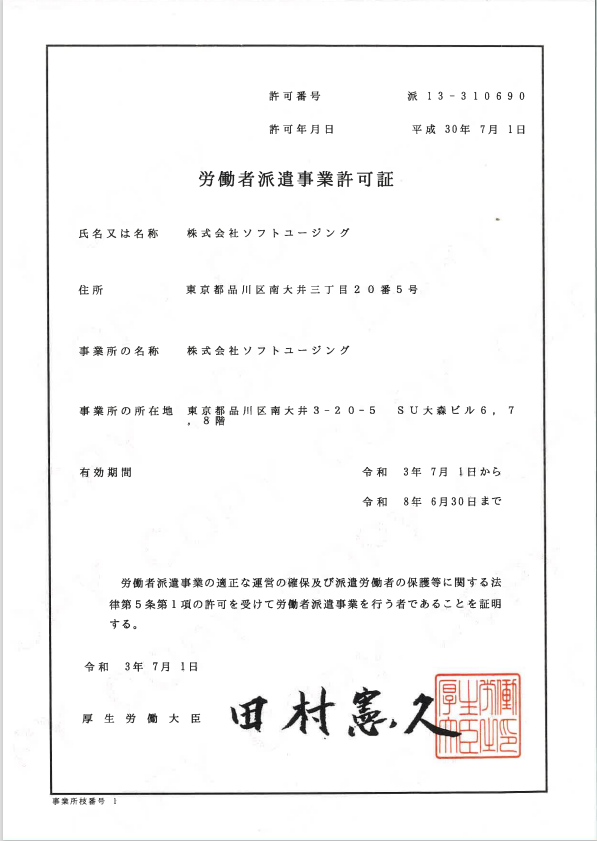 許可番号 派 13-310690
許可年月日 平成 30年 7月 1日
労働者派遣事業許可証
氏名又は名称 株式会社ソフトユージング
住所 東京都品川区南大井三丁目２０番５号
事業所の名称 株式会社ソフトユージング
事業所の所在地 東京都品川区南大井３−２０−５ ＳＵ大森ビル６，７
，８階
有効期間 令和 3年 7月 1日から
令和 8年 6月30日まで
労働者派遣事業の適正な運営の確保及び派遣労働者の保護等に関する法
律第５条第１項の許可を受けて労働者派遣事業を行う者であることを証明
する。
令和 3年 7月 1日
厚生労働大臣 田村憲久
厚生労働大臣之印
事業所枝番号 1
COPY COPY COPY